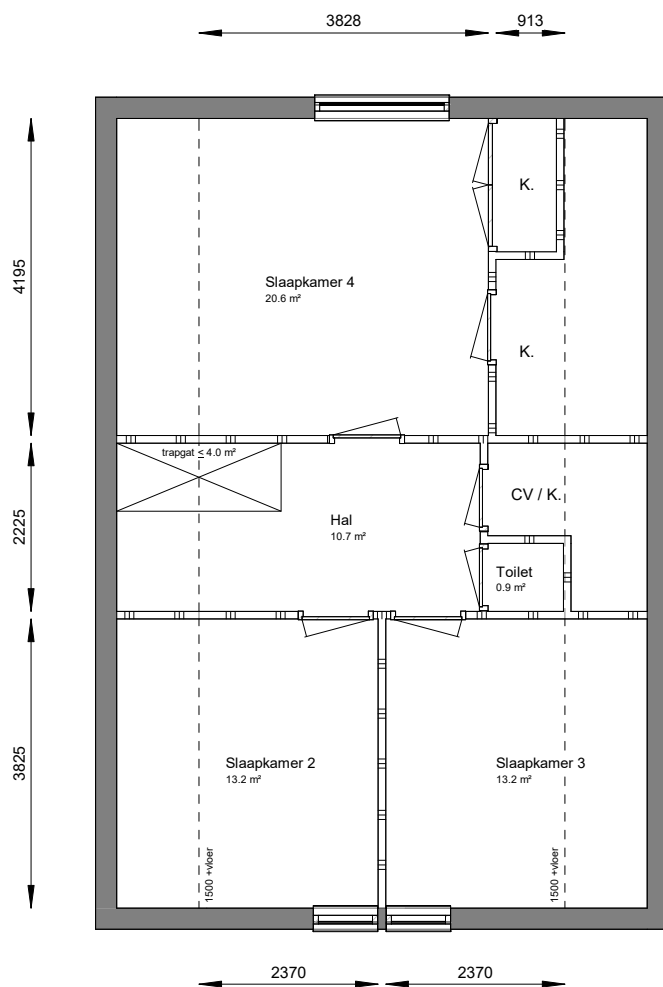 3828
913
K.
4195
Slaapkamer 4
20.6 m²
K.
trapgat ≤ 4.0 m²
CV / K.
2225
Hal
10.7 m²
Toilet
0.9 m²
3825
Slaapkamer 2
13.2 m²
Slaapkamer 3
13.2 m²
1500 +vloer
1500 +vloer
2370
2370